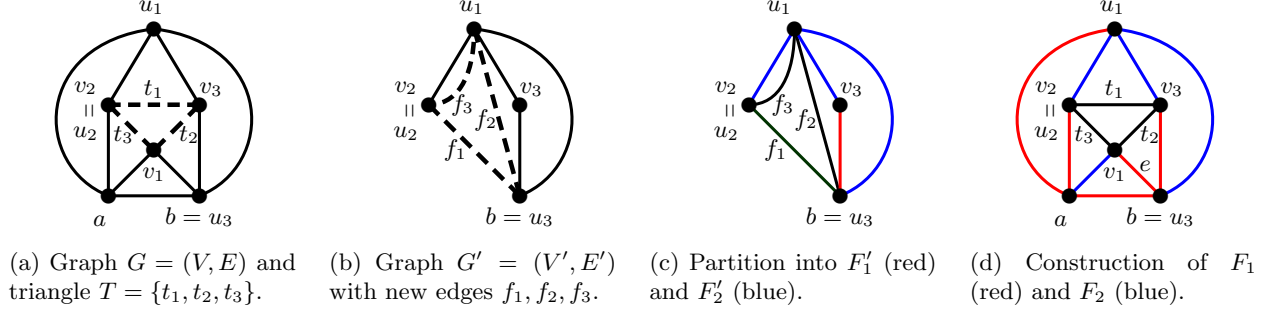 u₁
v₂
=
u₂
t₁
v₃
t₃
t₂
v₁
a
b = u₃
(a) Graph G = (V, E) and
triangle T = {t₁, t₂, t₃}.
u₁
v₂
=
u₂
f₃
v₃
f₂
f₁
b = u₃
(b) Graph G′ = (V′, E′)
with new edges f₁, f₂, f₃.
u₁
v₂
=
u₂
f₃
v₃
f₂
f₁
b = u₃
(c) Partition into F′₁ (red)
and F′₂ (blue).
u₁
v₂
=
u₂
t₁
v₃
t₃
t₂
v₁
e
a
b = u₃
(d) Construction of F₁
(red) and F₂ (blue).